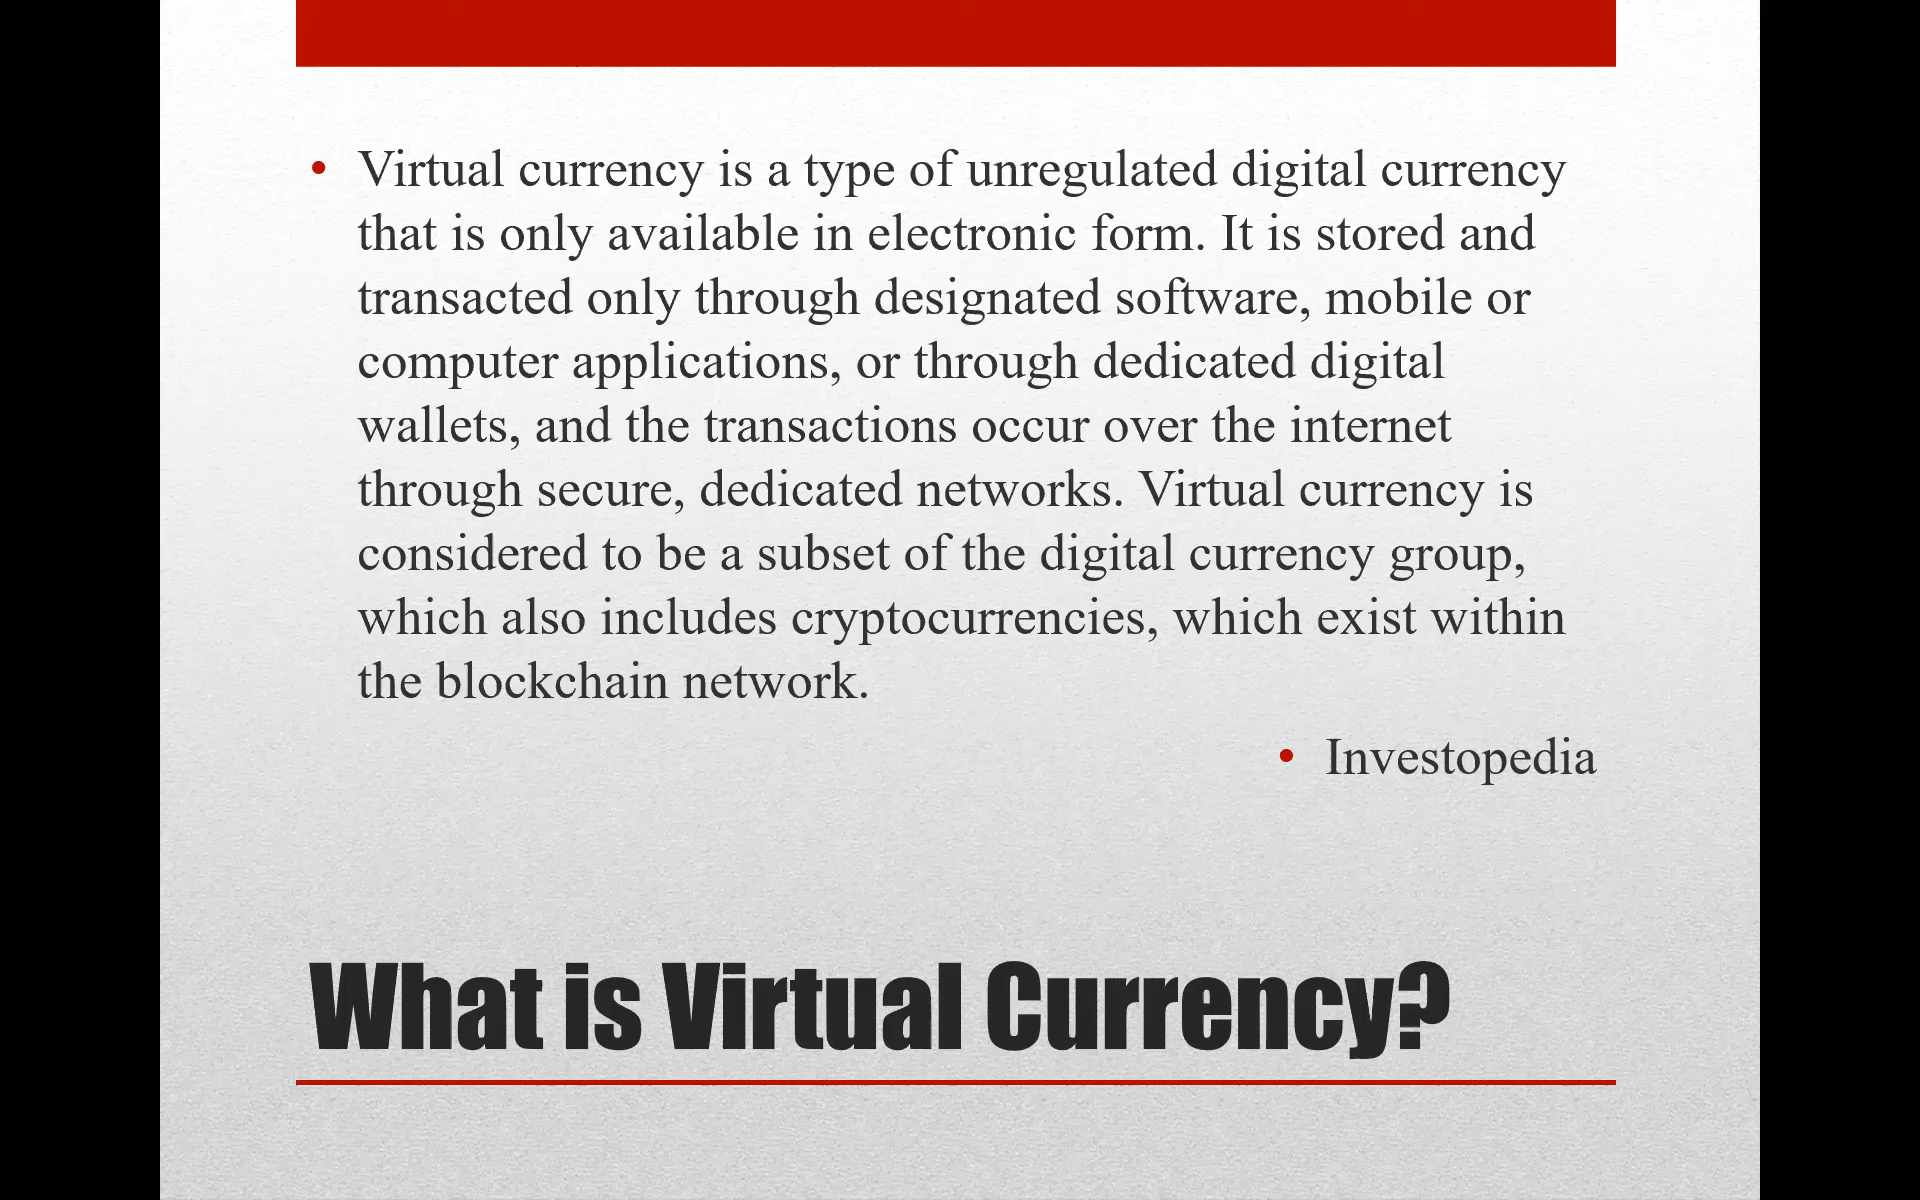 • Virtual currency is a type of unregulated digital currency
that is only available in electronic form. It is stored and
transacted only through designated software, mobile or
computer applications, or through dedicated digital
wallets, and the transactions occur over the internet
through secure, dedicated networks. Virtual currency is
considered to be a subset of the digital currency group,
which also includes cryptocurrencies, which exist within
the blockchain network.
• Investopedia
What is Virtual Currency?